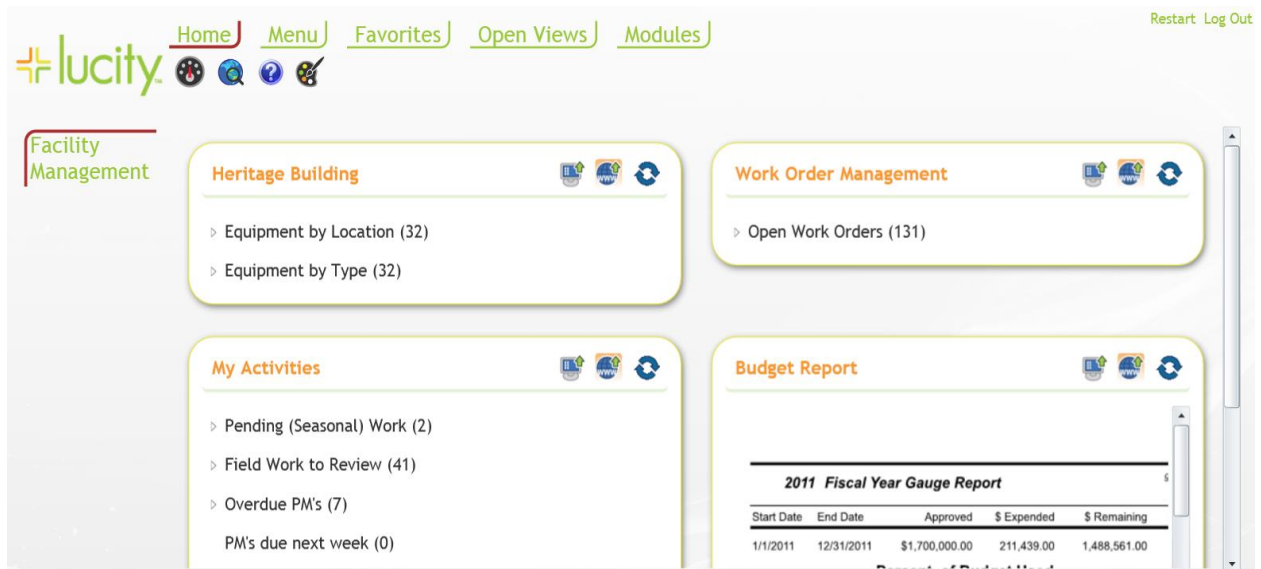 Restart Log Out
Home Menu Favorites Open Views Modules
lucity
Facility
Management
Heritage Building
Equipment by Location (32)
Equipment by Type (32)
Work Order Management
Open Work Orders (131)
My Activities
Pending (Seasonal) Work (2)
Field Work to Review (41)
Overdue PM's (7)
PM's due next week (0)
Budget Report
2011 Fiscal Year Gauge Report
Start Date End Date Approved $ Expended $ Remaining
1/1/2011 12/31/2011 $1,700,000.00 211,439.00 1,488,561.00